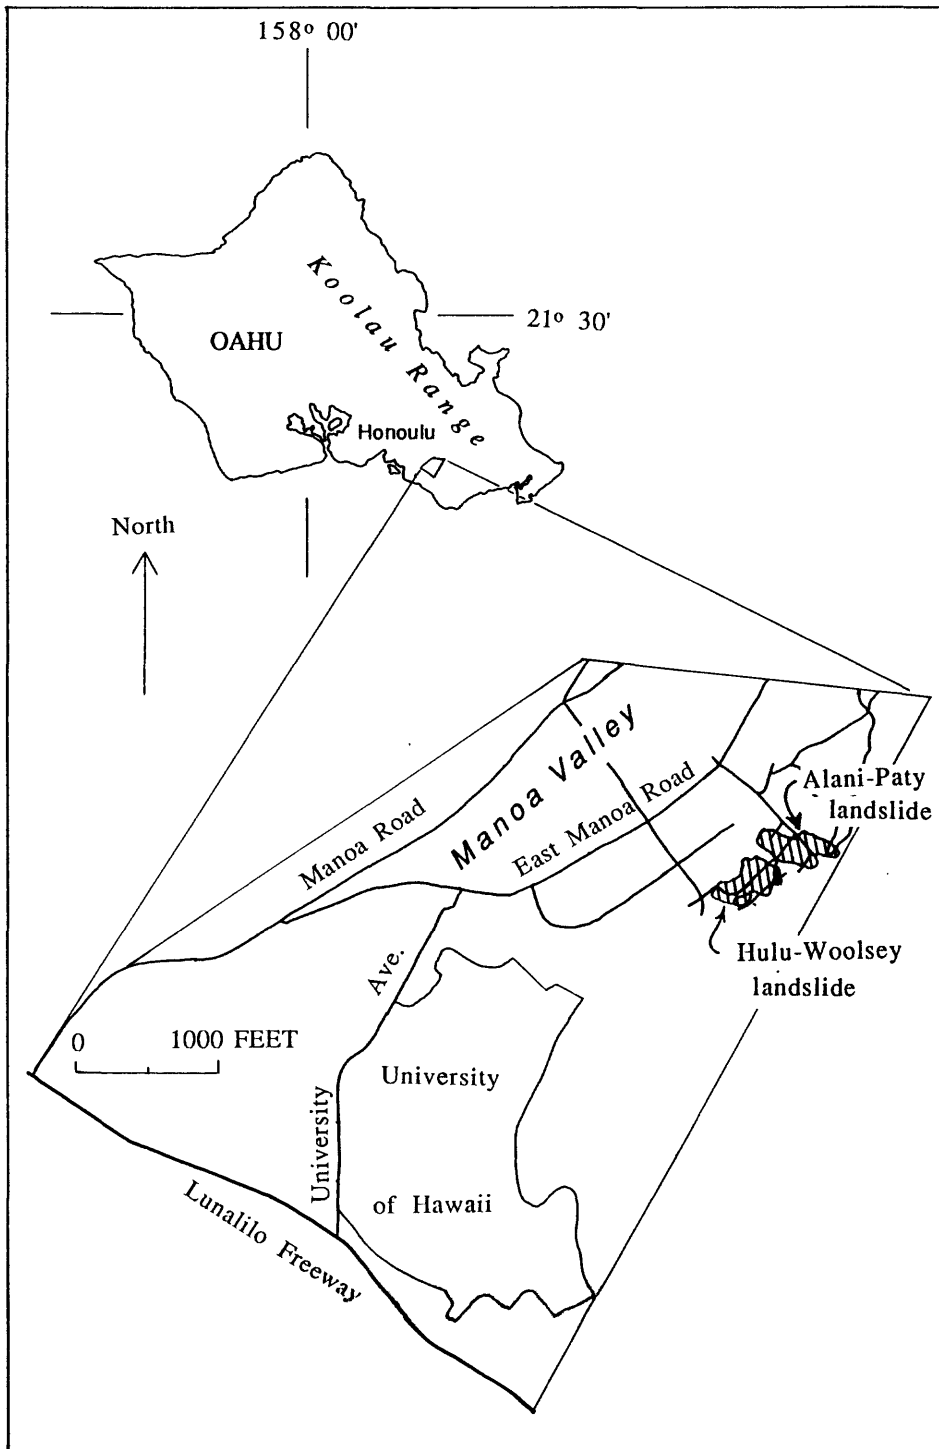 158° 00'
Koolau Range
21° 30'
OAHU
Honoulu
North
Manoa Valley
Manoa Road
East Manoa Road
Alani-Paty
landslide
Hulu-Woolsey
landslide
University Ave.
0 1000 FEET
University
of Hawaii
Lunalilo Freeway